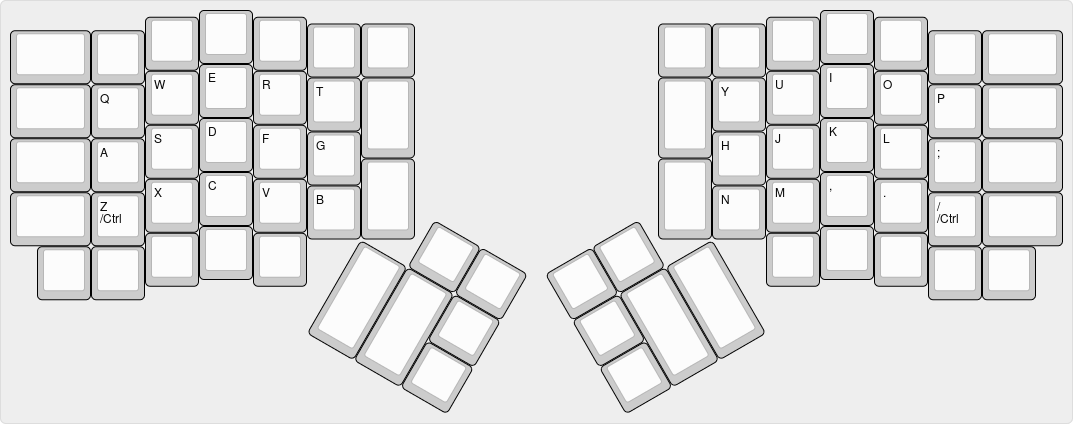 Q W E R T
Y U I O P
A S D F G
H J K L ;
Z
/Ctrl
X C V B
N M , .
/
/Ctrl